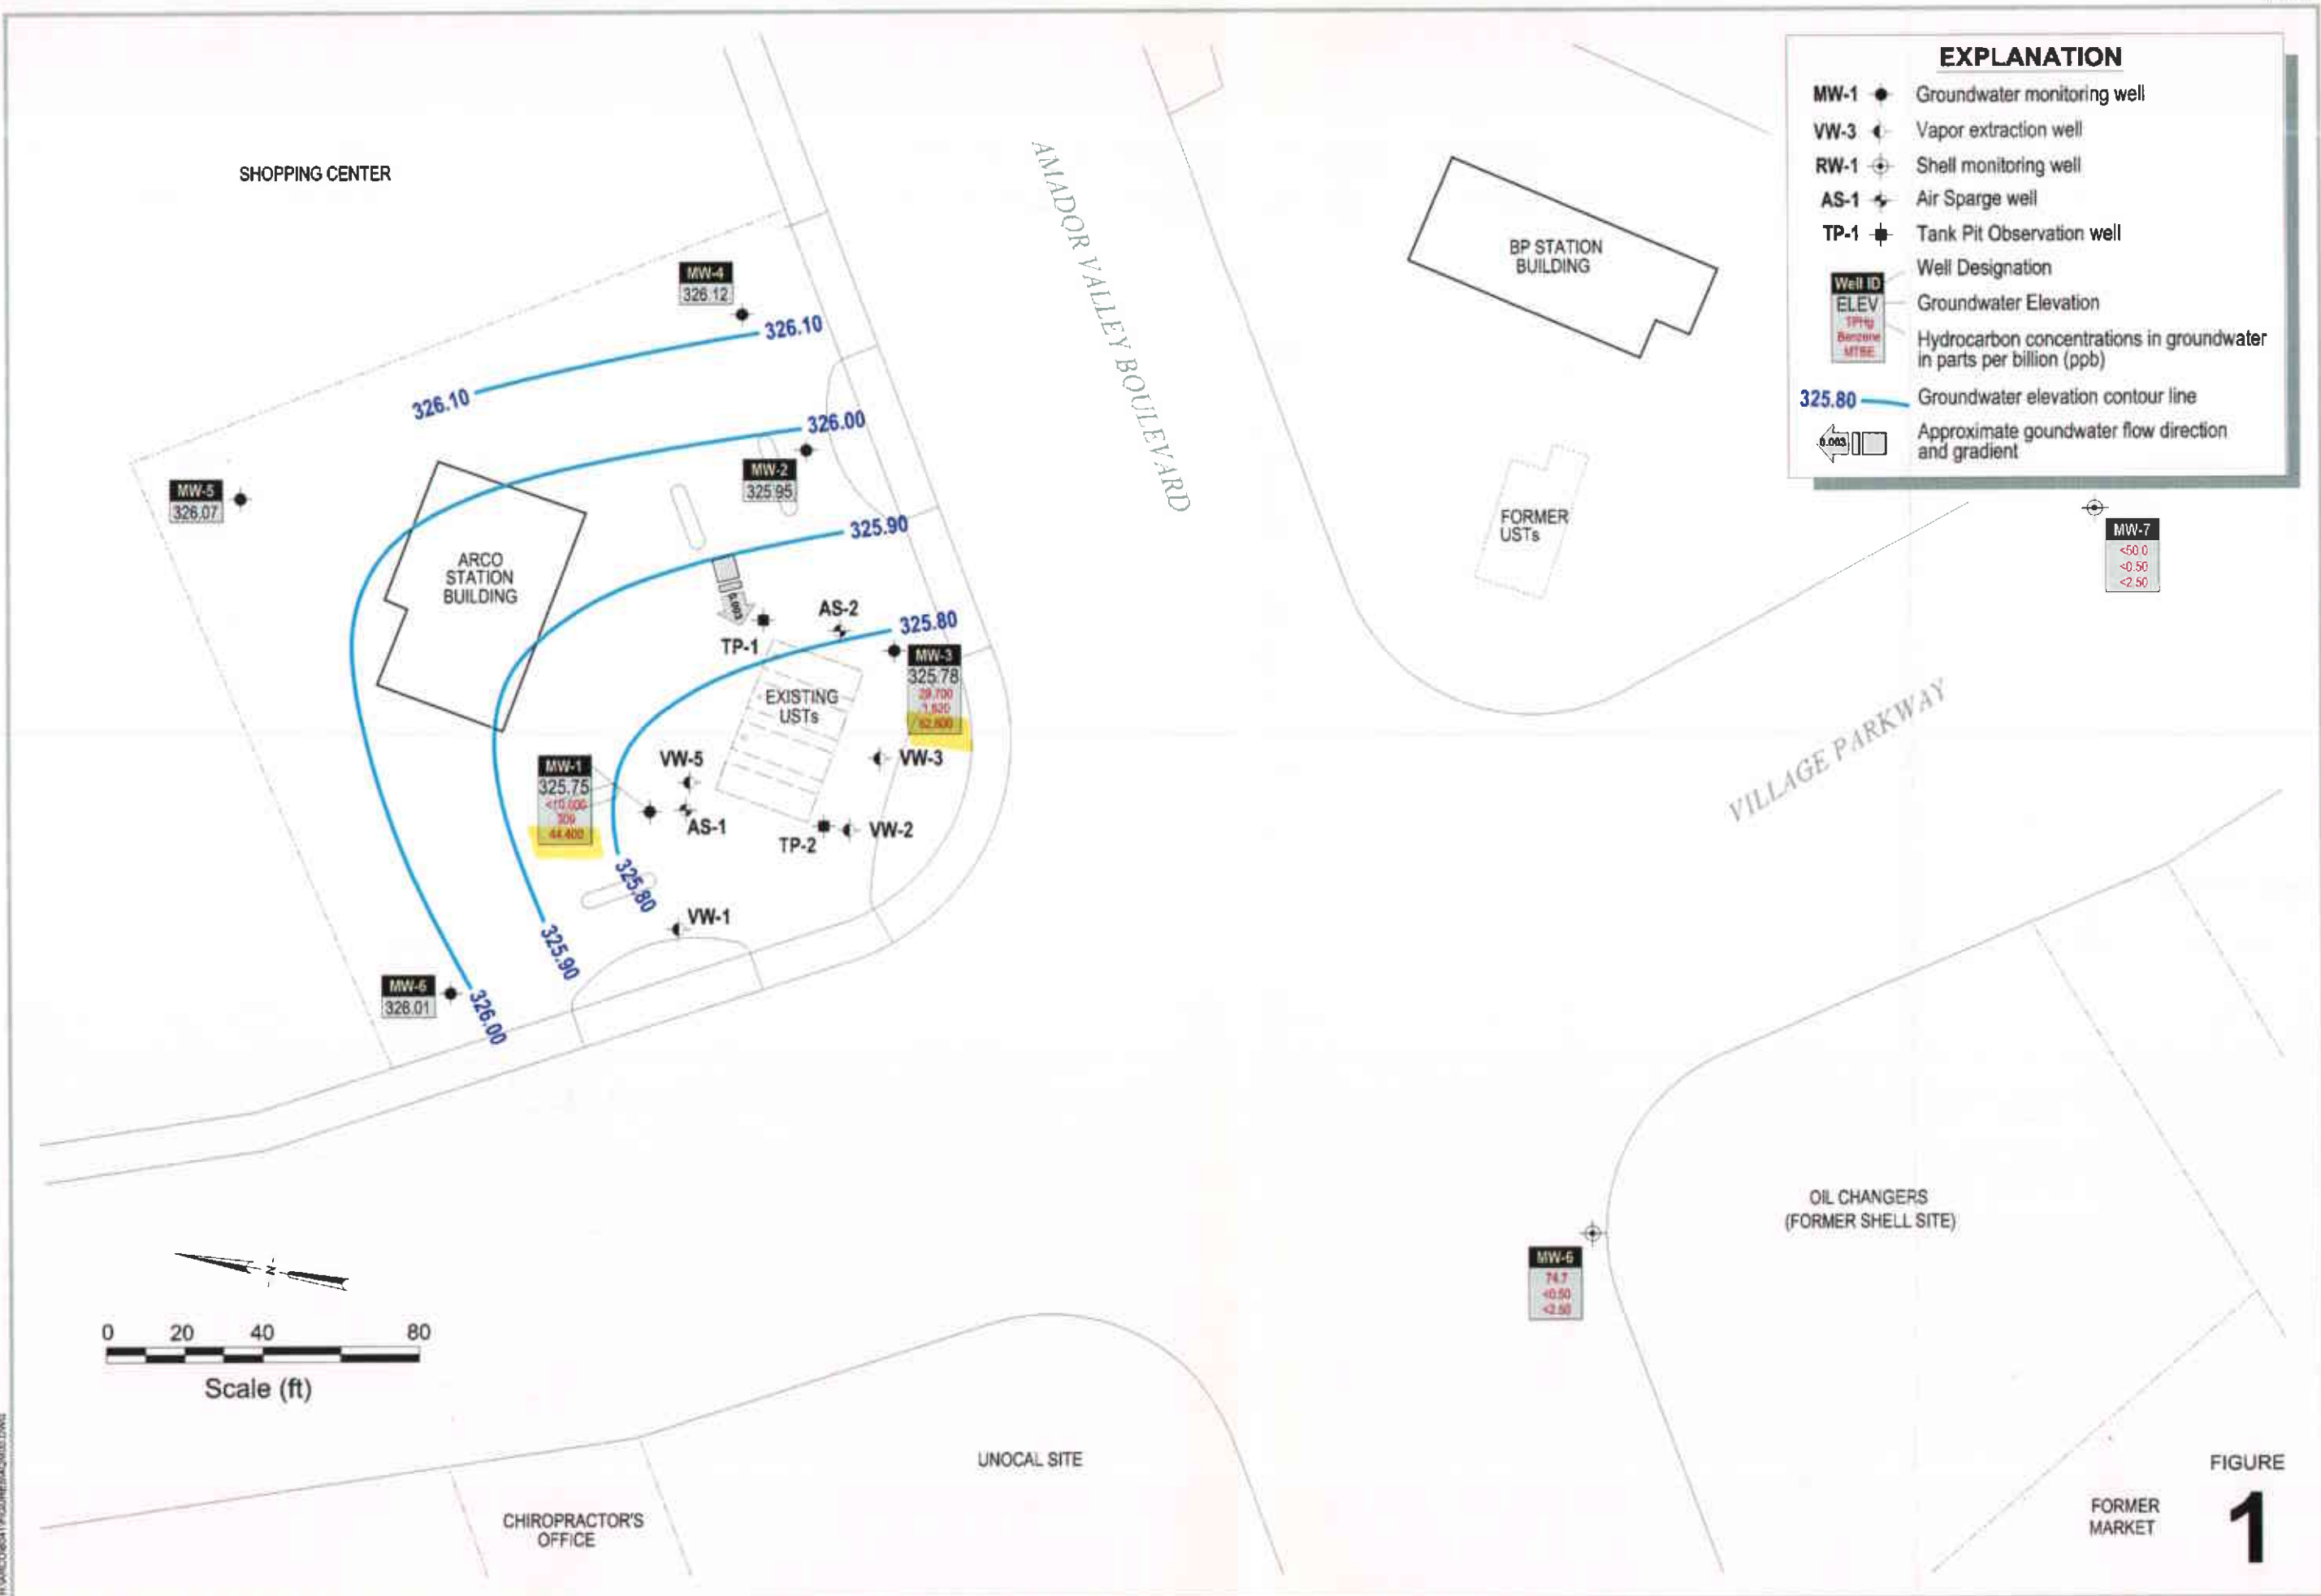 EXPLANATION
MW-1 Groundwater monitoring well
VW-3 Vapor extraction well
RW-1 Shell monitoring well
AS-1 Air Sparge well
TP-1 Tank Pit Observation well
Well ID
ELEV
TPHg
Benzene
MTBE
Well Designation
Groundwater Elevation
Hydrocarbon concentrations in groundwater
in parts per billion (ppb)
325.80 Groundwater elevation contour line
0.003
Approximate goundwater flow direction
and gradient
SHOPPING CENTER
AMADOR VALLEY BOULEVARD
BP STATION
BUILDING
MW-4
326.12
326.10
326.10
326.00
MW-2
325.95
MW-5
326.07
325.90
ARCO
STATION
BUILDING
0.003
FORMER
USTs
MW-7
<50.0
<0.50
<2.50
AS-2
325.80
TP-1
MW-3
325.78
EXISTING
USTs
VILLAGE PARKWAY
VW-5
VW-3
MW-1
325.75
<10,000
44,400
AS-1
VW-2
TP-2
325.80
VW-1
325.90
MW-6
326.01
326.00
OIL CHANGERS
(FORMER SHELL SITE)
MW-6
74.7
<0.50
<2.50
N
0 20 40 80
Scale (ft)
UNOCAL SITE
CHIROPRACTOR'S
OFFICE
FORMER
MARKET
FIGURE
1